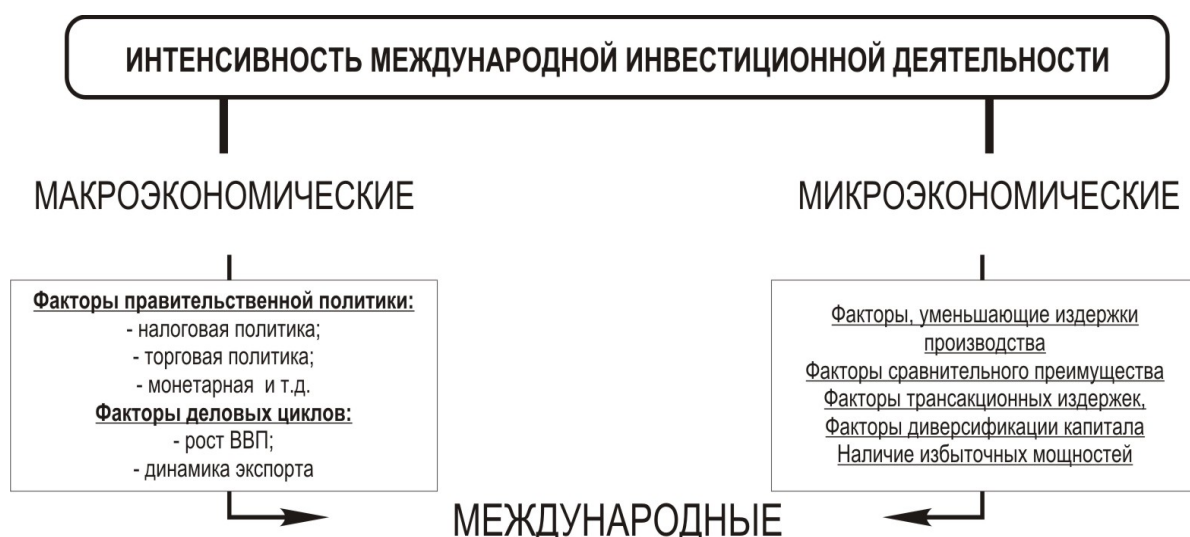 ИНТЕНСИВНОСТЬ МЕЖДУНАРОДНОЙ ИНВЕСТИЦИОННОЙ ДЕЯТЕЛЬНОСТИ
МАКРОЭКОНОМИЧЕСКИЕ
Факторы правительственной политики:
- налоговая политика;
- торговая политика;
- монетарная и т.д.
Факторы деловых циклов:
- рост ВВП;
- динамика экспорта
МИКРОЭКОНОМИЧЕСКИЕ
Факторы, уменьшающие издержки
производства
Факторы сравнительного преимущества
Факторы трансакционных издержек,
Факторы диверсификации капитала
Наличие избыточных мощностей
МЕЖДУНАРОДНЫЕ